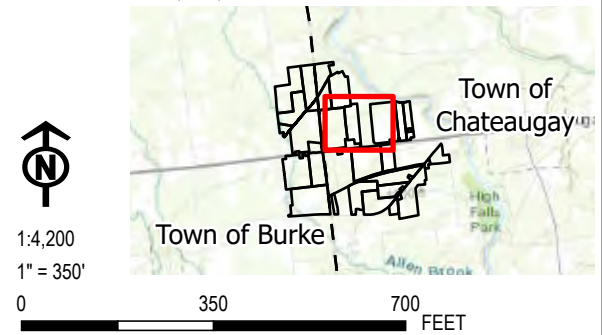 Town of
Chateaugay
N
High
Falls
Park
1:4,200
Town of Burke
1" = 350'
Allen Brook
0 350 700
FEET